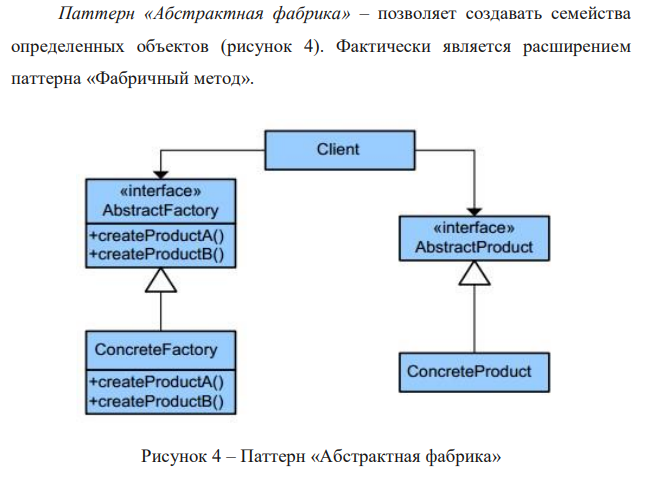 Паттерн «Абстрактная фабрика» – позволяет создавать семейства
определенных объектов (рисунок 4). Фактически является расширением
паттерна «Фабричный метод».
Client
«interface»
AbstractFactory
+createProductA()
+createProductB()
«interface»
AbstractProduct
ConcreteFactory
+createProductA()
+createProductB()
ConcreteProduct
Рисунок 4 – Паттерн «Абстрактная фабрика»